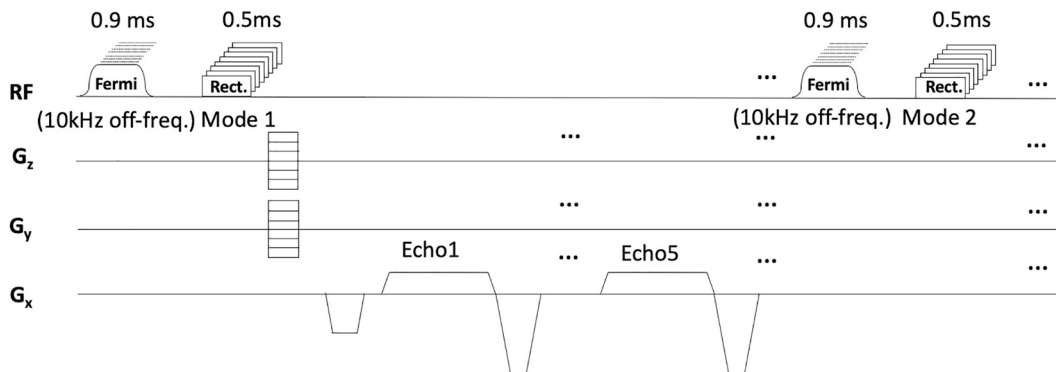 0.9 ms 0.5ms 0.9 ms 0.5ms
RF Fermi Rect. ... Fermi Rect. ...
(10kHz off-freq.) Mode 1 (10kHz off-freq.) Mode 2
Gz ... ... ...
Gy ... ... ...
Echo1 ... Echo5 ... ...
Gx